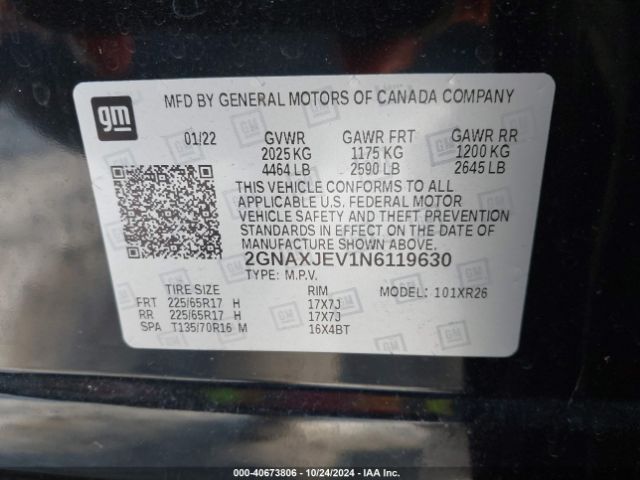 gm
MFD BY GENERAL MOTORS OF CANADA COMPANY
01/22 GVWR GAWR FRT GAWR RR
2025 KG 1175 KG 1200 KG
4464 LB 2590 LB 2645 LB
THIS VEHICLE CONFORMS TO ALL
APPLICABLE U.S. FEDERAL MOTOR
VEHICLE SAFETY AND THEFT PREVENTION
STANDARDS IN EFFECT ON THE DATE OF
MANUFACTURE SHOWN ABOVE.
2GNAXJEV1N6119630
TYPE: M.P.V.
TIRE SIZE RIM MODEL: 101XR26
FRT 225/65R17 H 17X7J
RR 225/65R17 H 17X7J
SPA T135/70R16 M 16X4BT
00-40673806 - 10/24/2024 - IAA Inc.